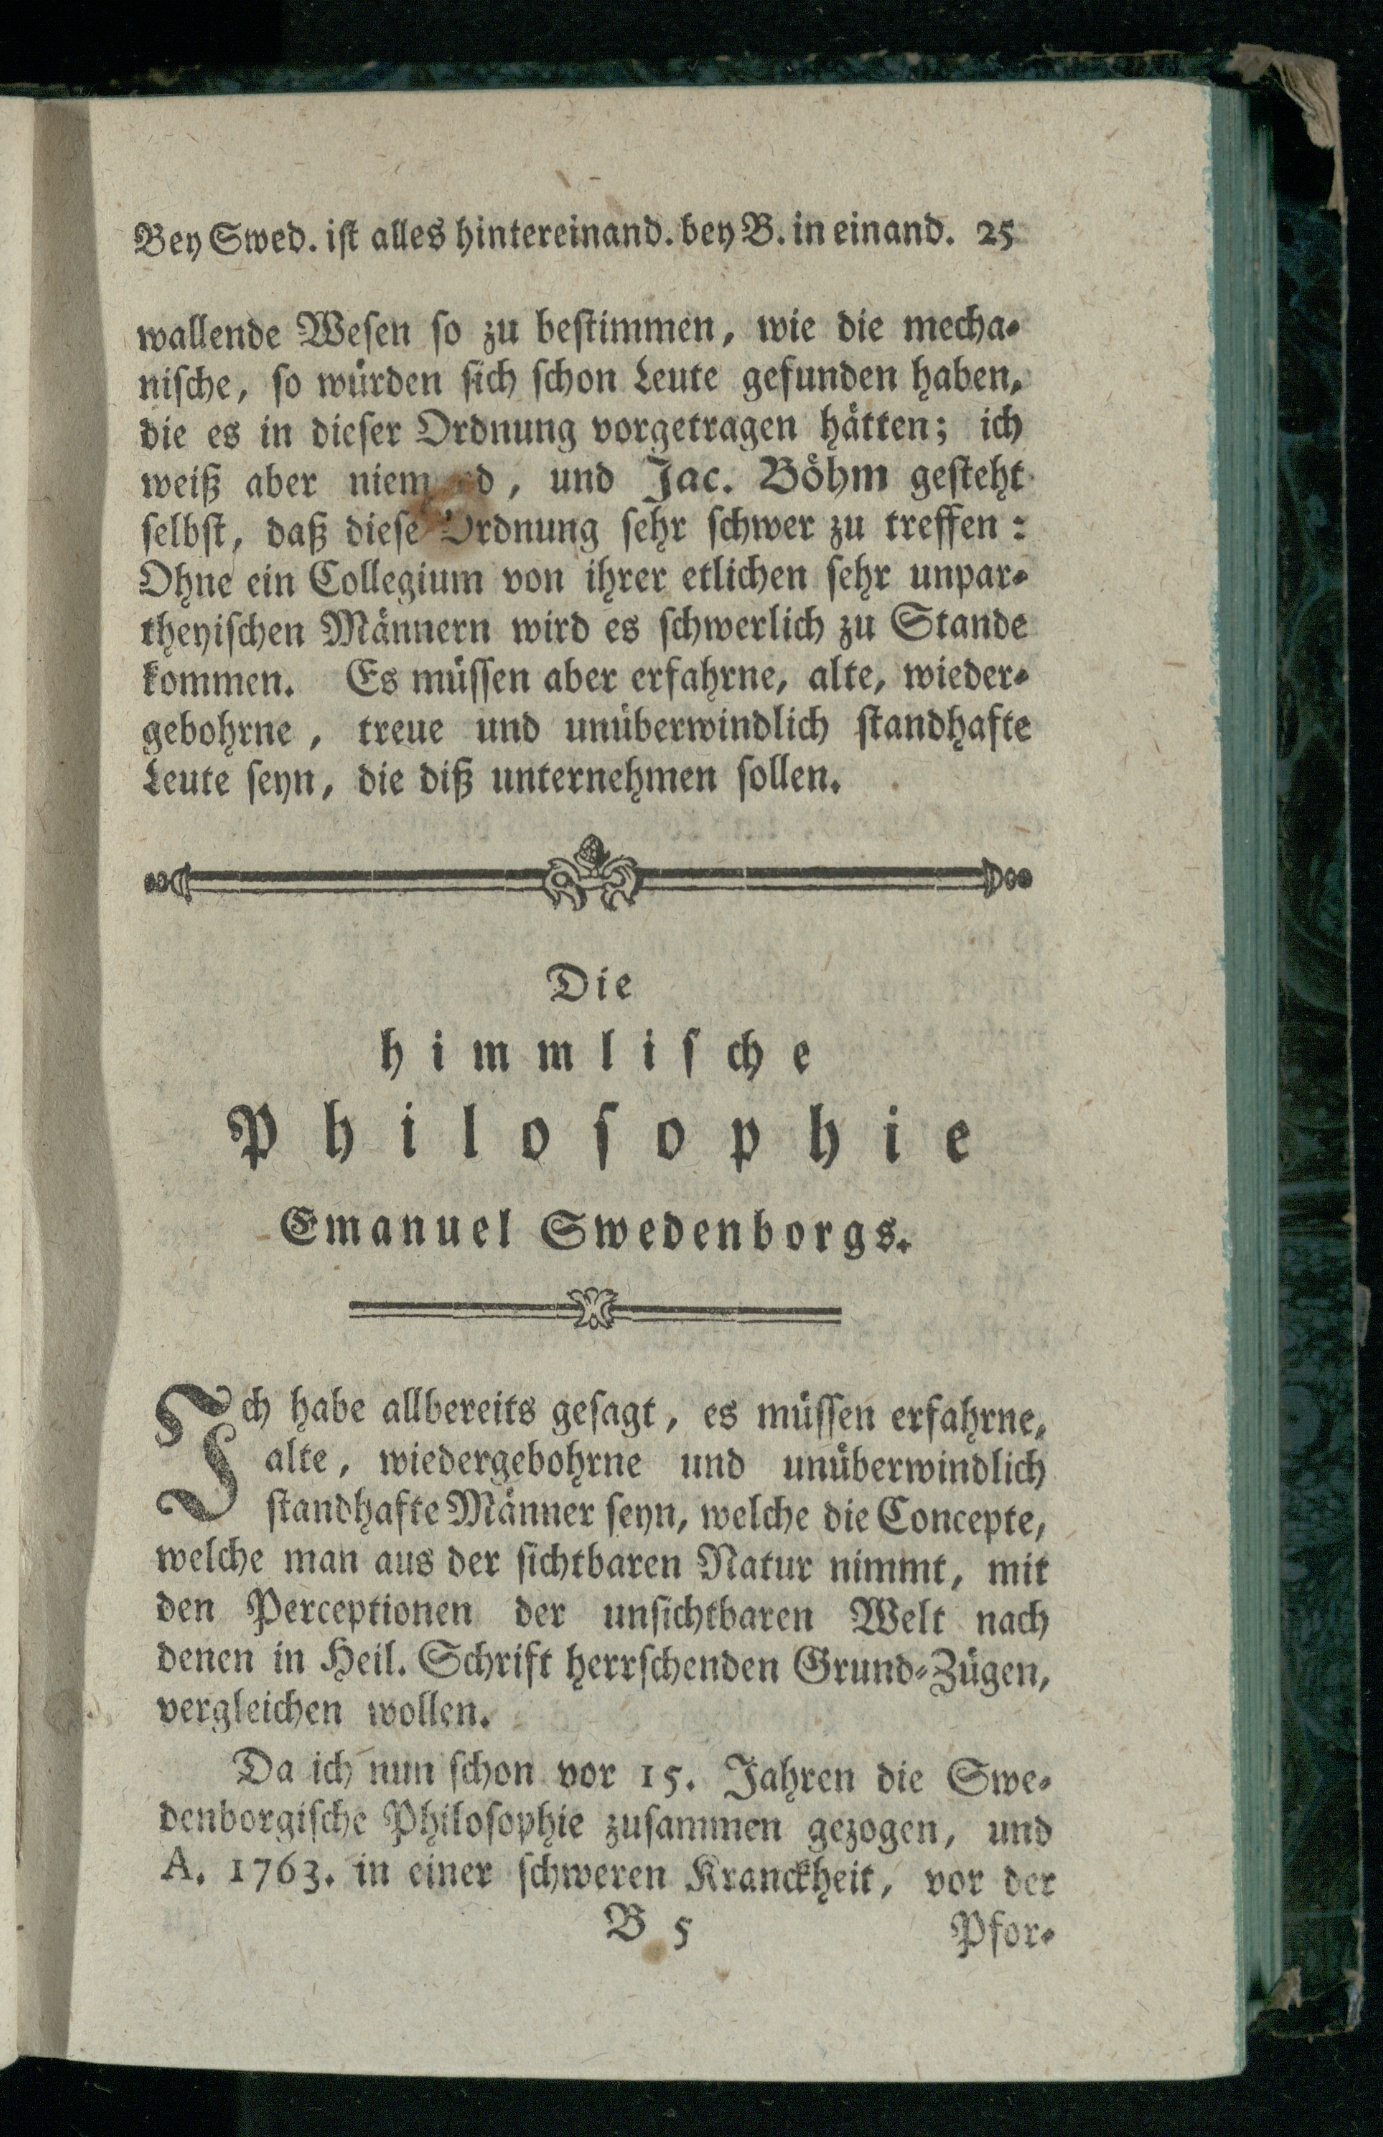 Bey Swed. ist alles hintereinand. bey B. in einand. 25
wallende Wesen so zu bestimmen, wie die mecha-
nische, so würden sich schon Leute gefunden haben,
die es in dieser Ordnung vorgetragen hätten; ich
weiß aber niemand, und Jac. Böhm gesteht
selbst, daß diese Ordnung sehr schwer zu treffen:
Ohne ein Collegium von ihrer etlichen sehr unpar-
theyischen Männern wird es schwerlich zu Stande
kommen. Es müssen aber erfahrne, alte, wieder-
gebohrne, treue und unüberwindlich standhafte
Leute seyn, die diß unternehmen sollen.
Die
himmlische
Philosophie
Emanuel Swedenborgs.
Ich habe allbereits gesagt, es müssen erfahrne,
alte, wiedergebohrne und unüberwindlich
standhafte Männer seyn, welche die Concepte,
welche man aus der sichtbaren Natur nimmt, mit
den Perceptionen der unsichtbaren Welt nach
denen in Heil. Schrift herrschenden Grund-Zügen,
vergleichen wollen.
Da ich nun schon vor 15. Jahren die Swe-
denborgische Philosophie zusammen gezogen, und
A. 1763. in einer schweren Kranckheit, vor der
B 5 Pfor-